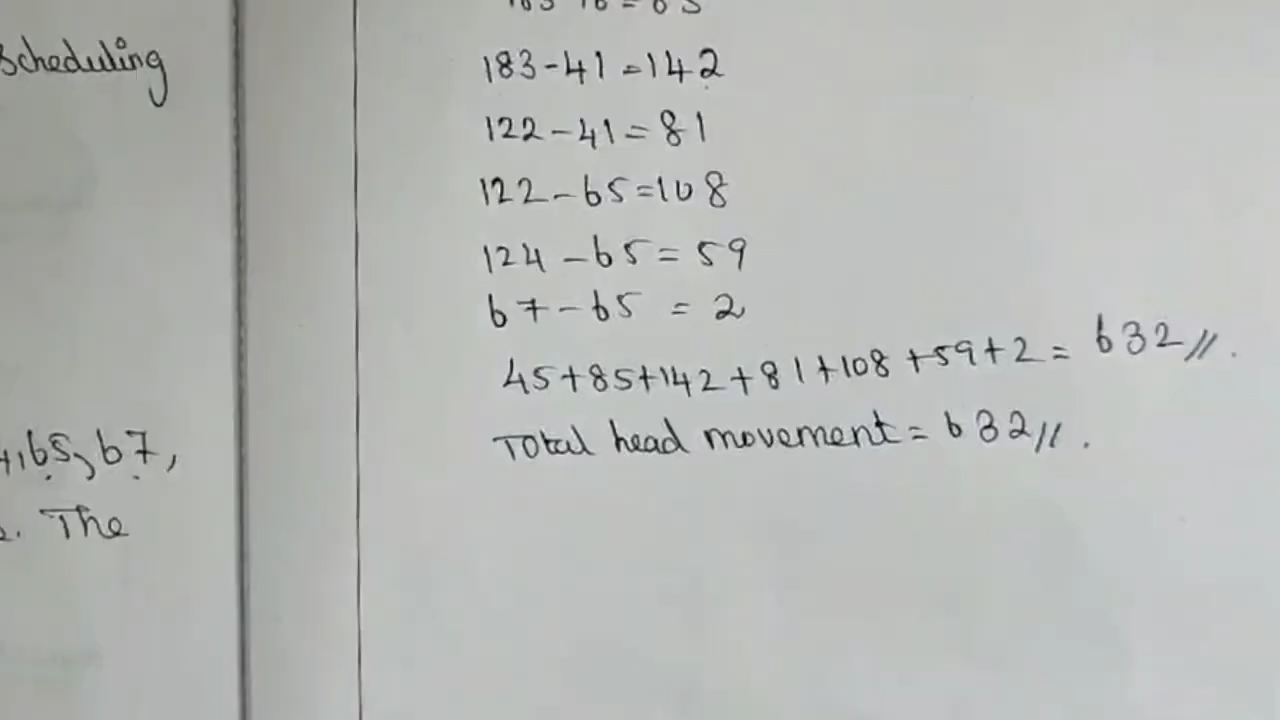 scheduling
65, 67,
. The
183-41=142
122-41=81
122-65=108
124-65=59
67-65=2
45+85+142+81+108+59+2=632//.
Total head movement=632//.